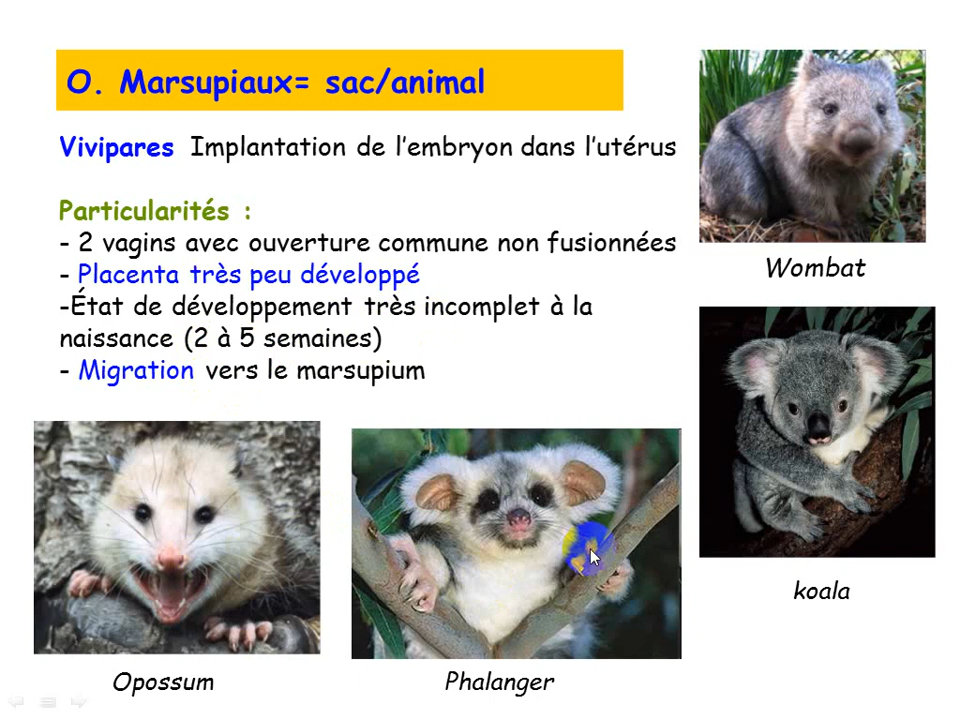 O. Marsupiaux= sac/animal
Vivipares Implantation de l’embryon dans l’utérus
Particularités :
- 2 vagins avec ouverture commune non fusionnées
- Placenta très peu développé
-État de développement très incomplet à la
naissance (2 à 5 semaines)
- Migration vers le marsupium
Wombat
koala
Opossum
Phalanger